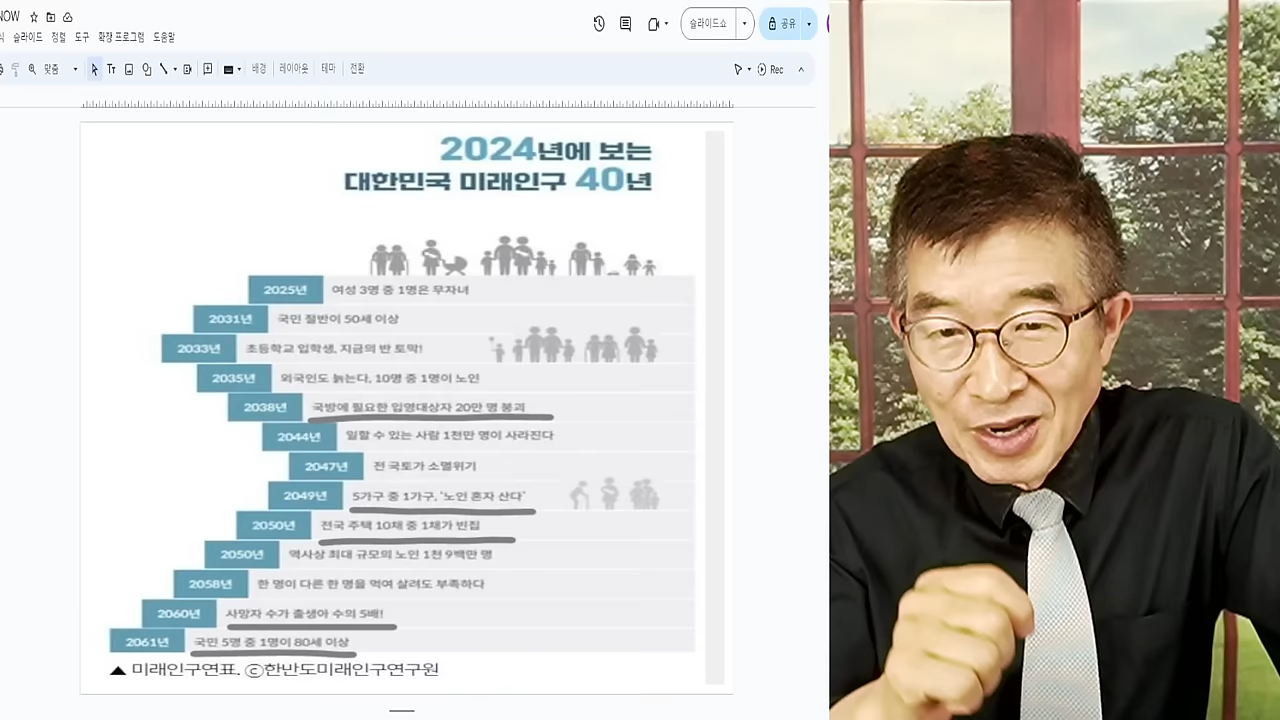 NOW
슬라이드쇼
공유
식 슬라이드 정렬 도구 확장 프로그램 도움말
맞춤
배경
레이아웃
테마
전환
Rec
2024년에 보는
대한민국 미래인구 40년
2025년 여성 3명 중 1명은 무자녀
2031년 국민 절반이 50세 이상
2033년 초등학교 입학생, 지금의 반 토막!
2035년 외국인도 늙는다, 10명 중 1명이 노인
2038년 국방에 필요한 입영대상자 20만 명 붕괴
2044년 일할 수 있는 사람 1천만 명이 사라진다
2047년 전 국토가 소멸위기
2049년 5가구 중 1가구, '노인 혼자 산다'
2050년 전국 주택 10채 중 1채가 빈집
2050년 역사상 최대 규모의 노인 1천 9백만 명
2058년 한 명이 다른 한 명을 먹여 살려도 부족하다
2060년 사망자 수가 출생아 수의 5배!
2061년 국민 5명 중 1명이 80세 이상
▲ 미래인구연표. ⓒ한반도미래인구연구원